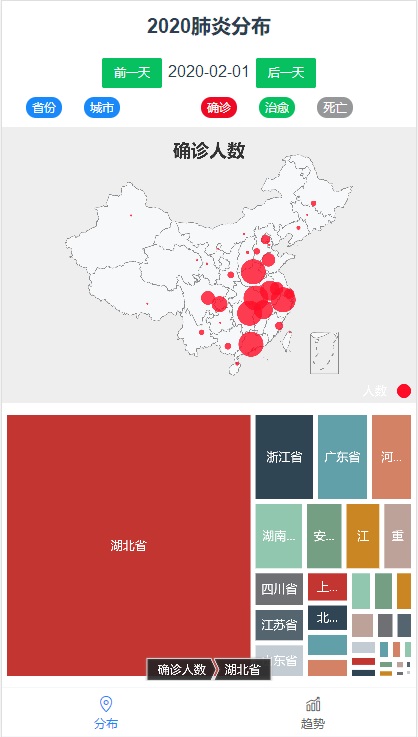 2020肺炎分布
前一天 2020-02-01 后一天
省份 城市 确诊 治愈 死亡
确诊人数
人数
湖北省
浙江省 广东省 河...
湖南... 安... 江 重
四川省 上...
江苏省 北...
山东省
确诊人数 湖北省
分布 趋势